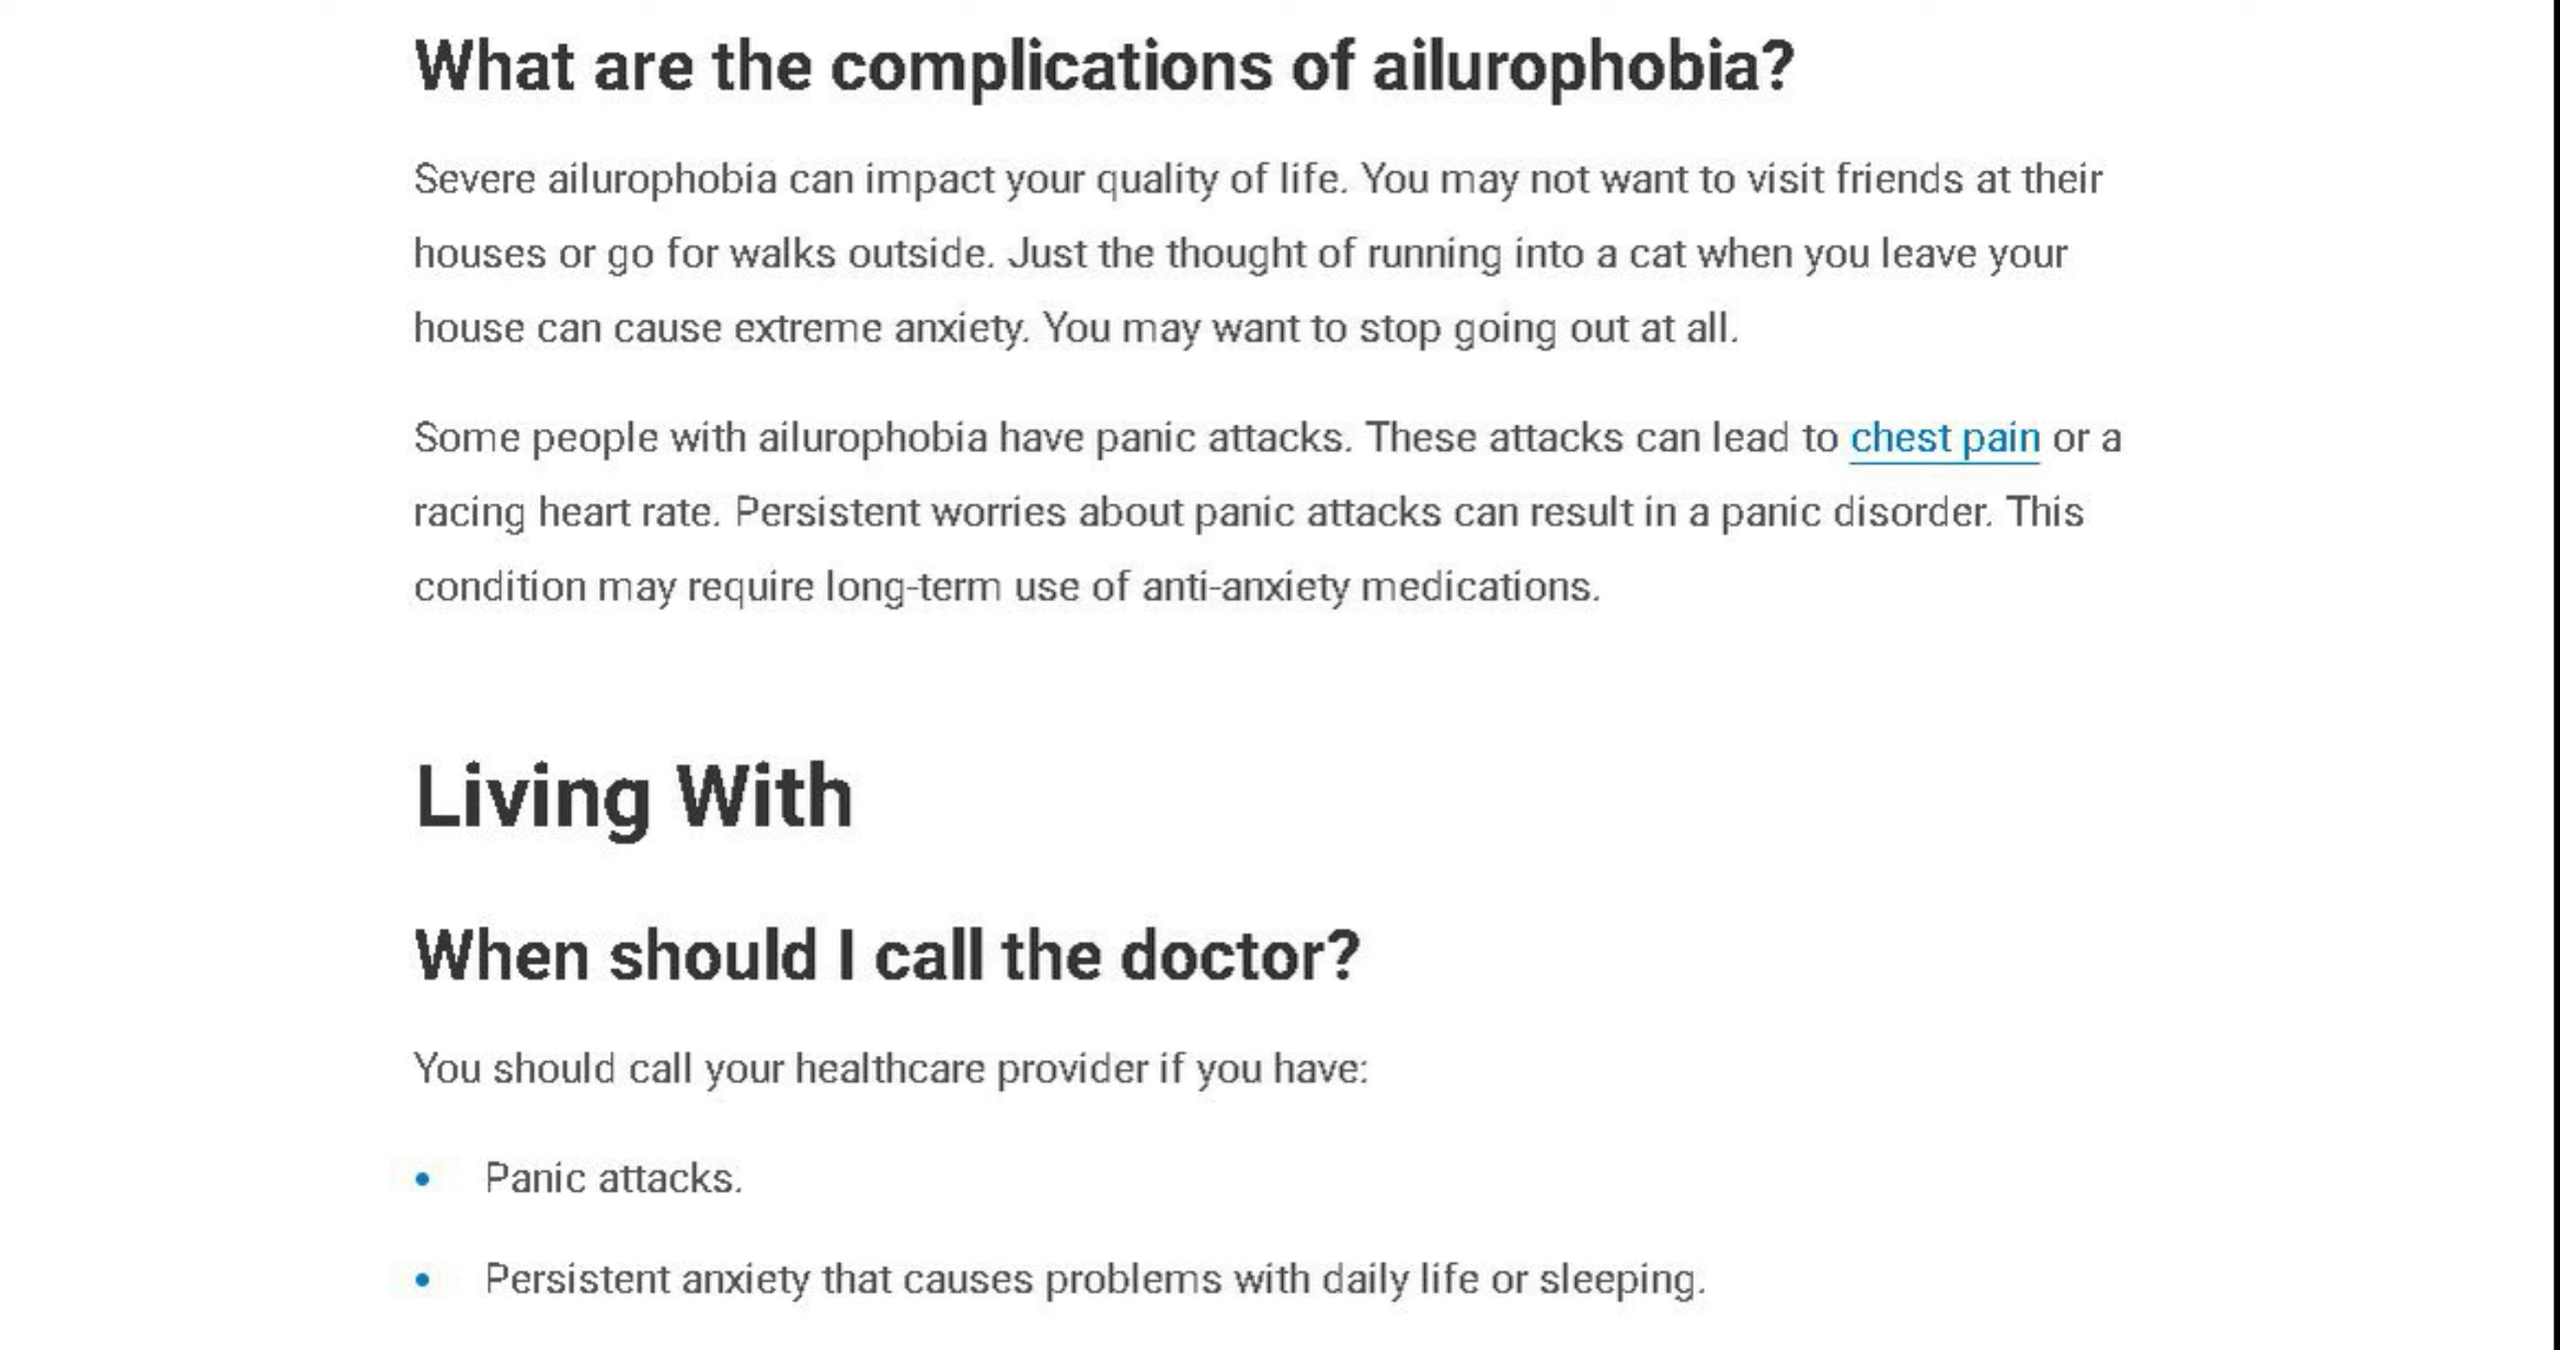 What are the complications of ailurophobia?
Severe ailurophobia can impact your quality of life. You may not want to visit friends at their
houses or go for walks outside. Just the thought of running into a cat when you leave your
house can cause extreme anxiety. You may want to stop going out at all.
Some people with ailurophobia have panic attacks. These attacks can lead to chest pain or a
racing heart rate. Persistent worries about panic attacks can result in a panic disorder. This
condition may require long-term use of anti-anxiety medications.
Living With
When should I call the doctor?
You should call your healthcare provider if you have:
• Panic attacks.
• Persistent anxiety that causes problems with daily life or sleeping.